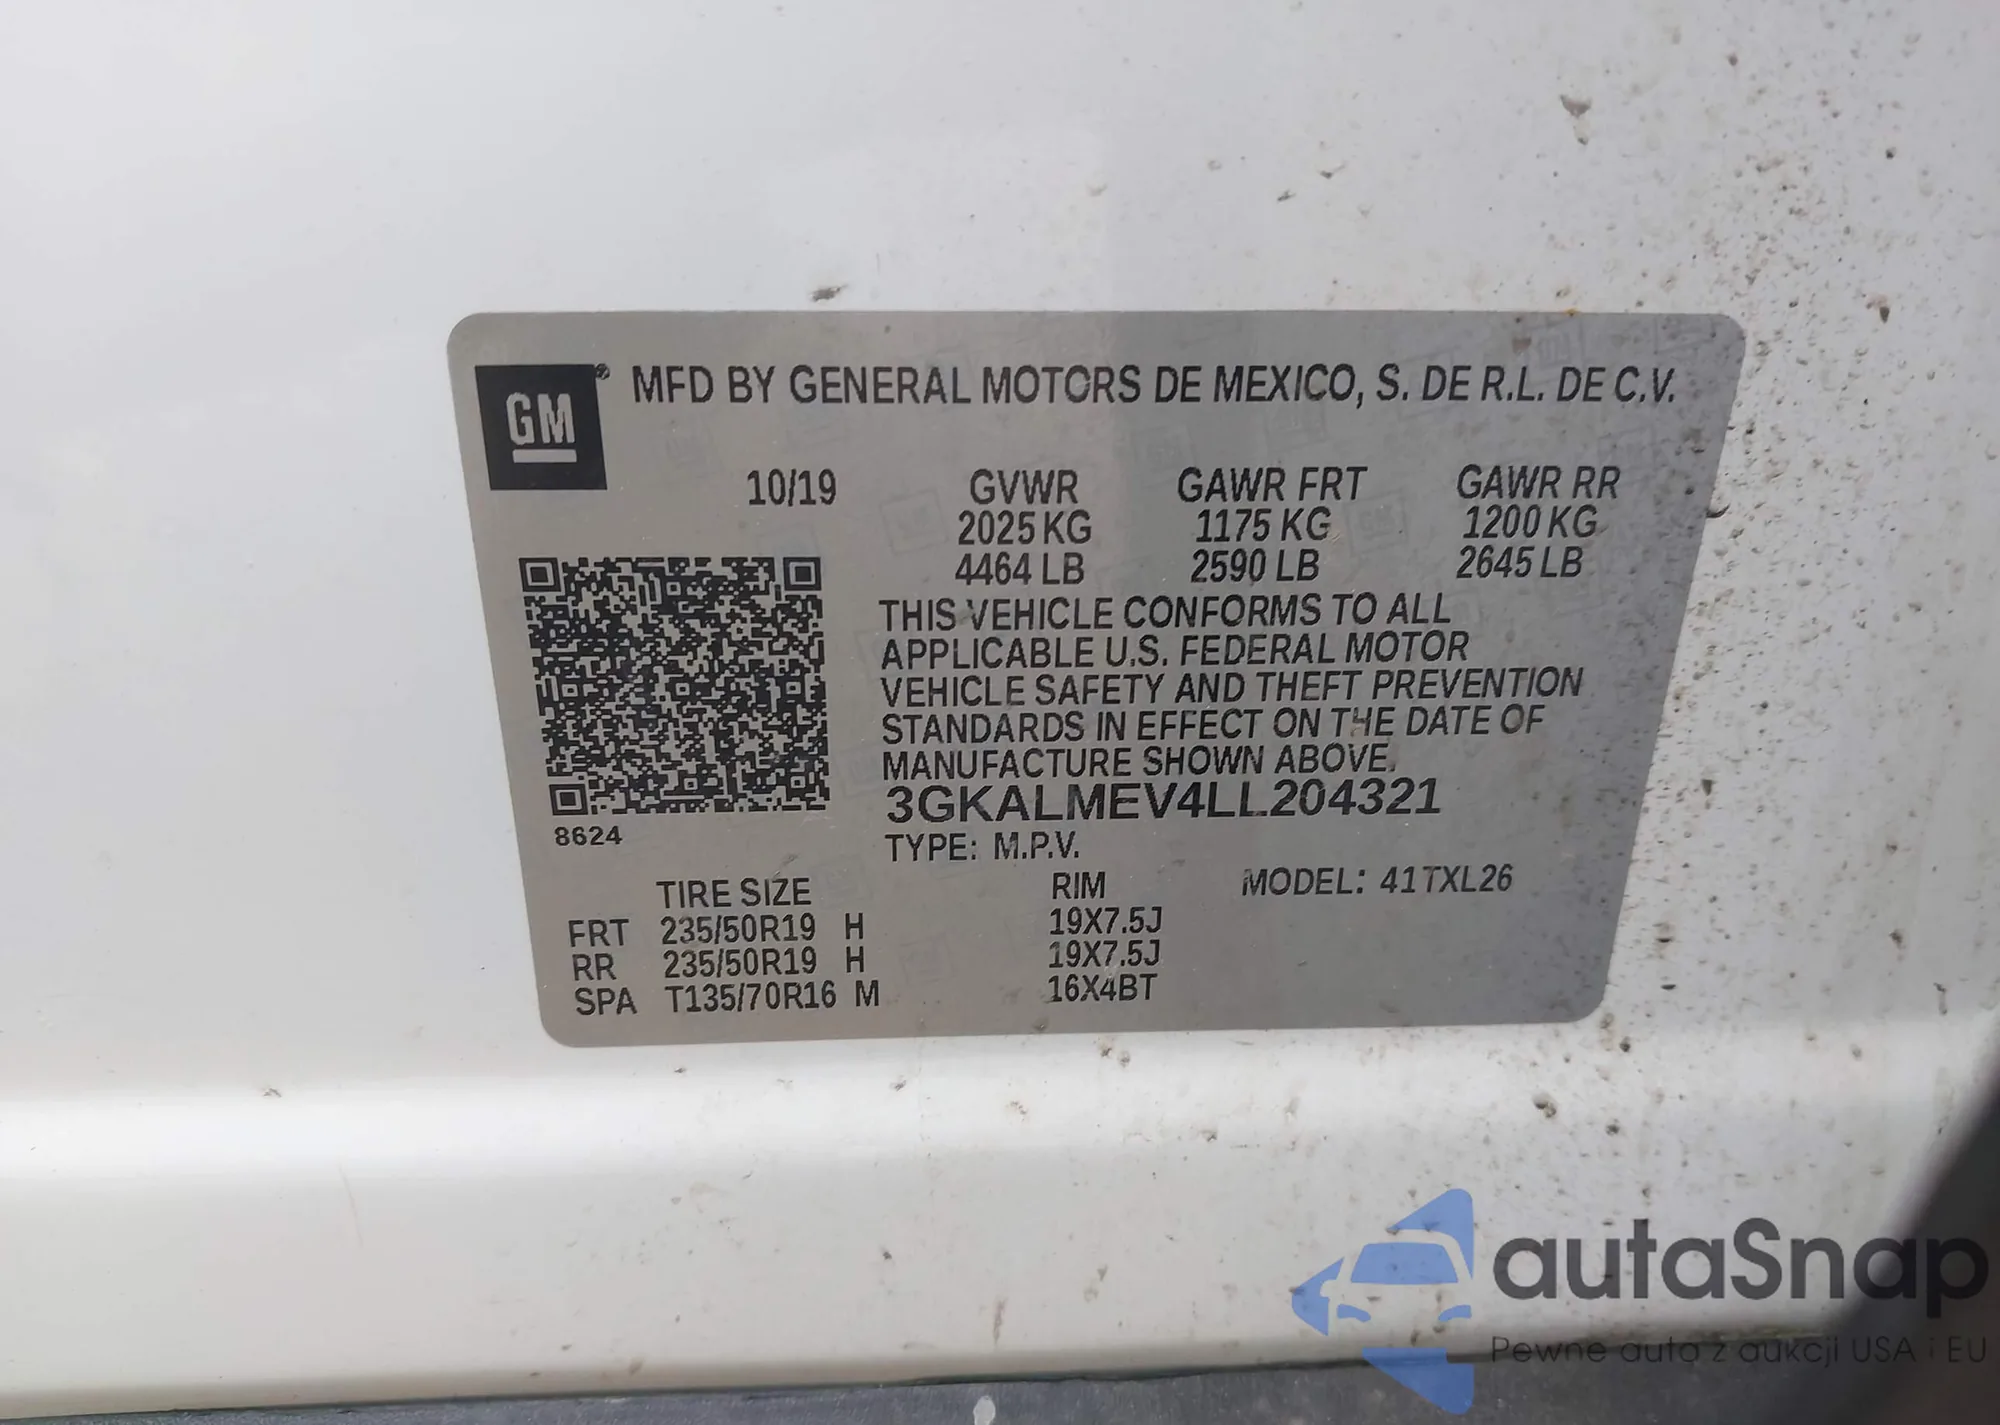 GM® MFD BY GENERAL MOTORS DE MEXICO, S. DE R.L. DE C.V.
10/19 GVWR GAWR FRT GAWR RR
2025 KG 1175 KG 1200 KG
4464 LB 2590 LB 2645 LB
THIS VEHICLE CONFORMS TO ALL
APPLICABLE U.S. FEDERAL MOTOR
VEHICLE SAFETY AND THEFT PREVENTION
STANDARDS IN EFFECT ON THE DATE OF
MANUFACTURE SHOWN ABOVE.
3GKALMEV4LL204321
8624
TYPE: M.P.V.
TIRE SIZE RIM MODEL: 41TXL26
FRT 235/50R19 H 19X7.5J
RR 235/50R19 H 19X7.5J
SPA T135/70R16 M 16X4BT
autaSnap
Pewne auta z aukcji USA i EU